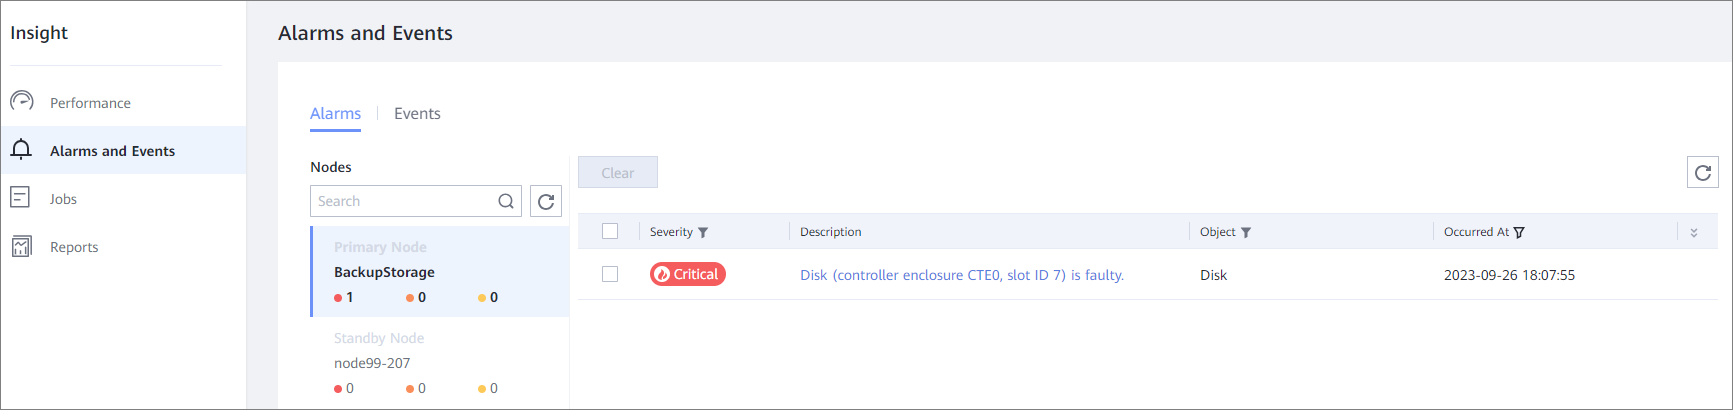 Insight
Performance
Alarms and Events
Jobs
Reports
Alarms and Events
Alarms | Events
Nodes
Search
Primary Node
BackupStorage
1 0 0
Standby Node
node99-207
0 0 0
Clear
Severity Description Object Occurred At
Critical Disk (controller enclosure CTE0, slot ID 7) is faulty. Disk 2023-09-26 18:07:55